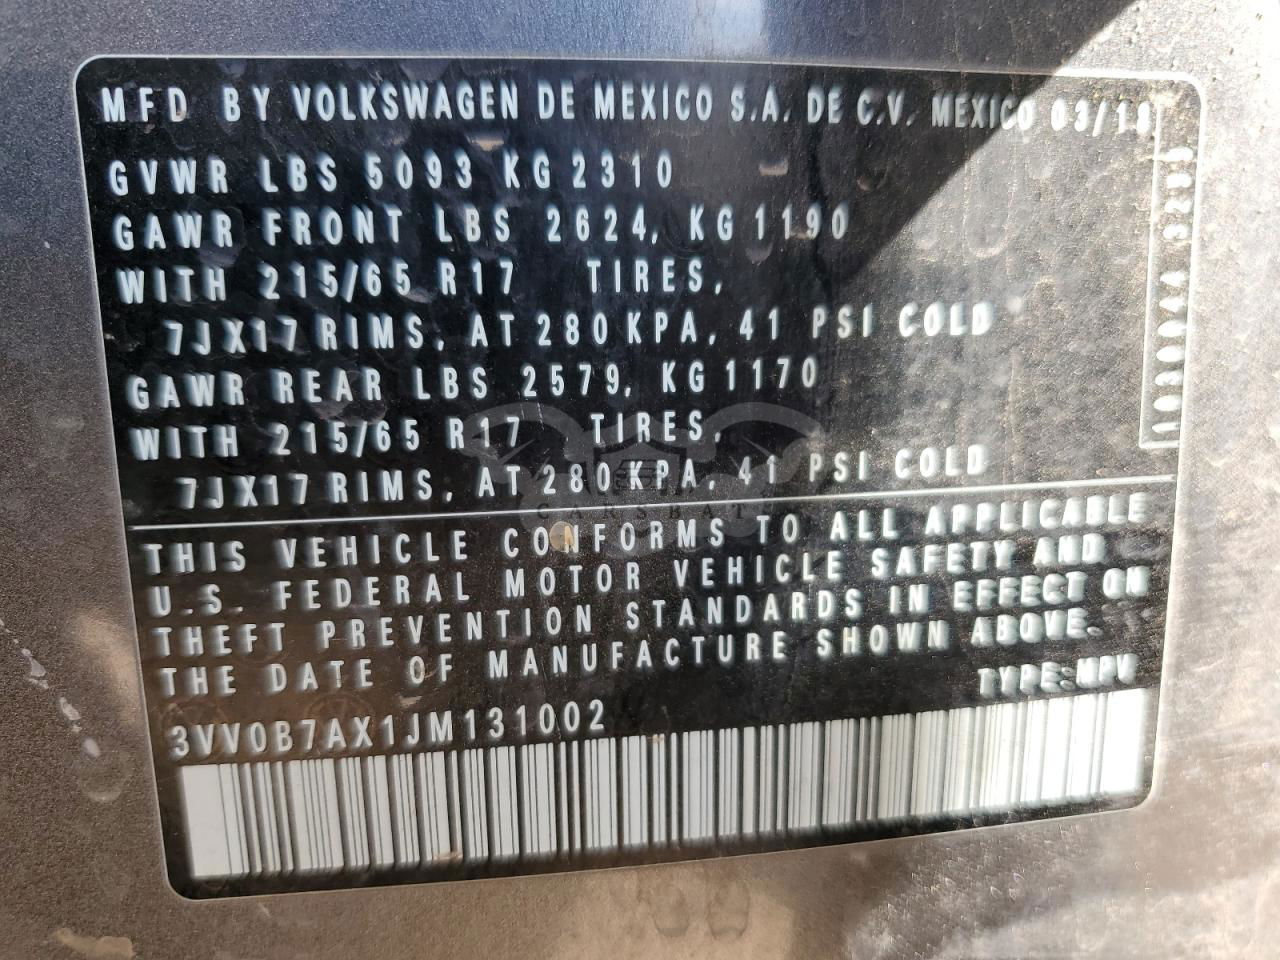 MFD BY VOLKSWAGEN DE MEXICO S.A. DE C.V. MEXICO 03/18
GVWR LBS 5093 KG 2310
GAWR FRONT LBS 2624, KG 1190
WITH 215/65 R17 TIRES,
7JX17 RIMS, AT 280 KPA, 41 PSI COLD
GAWR REAR LBS 2579, KG 1170
WITH 215/65 R17 TIRES,
7JX17 RIMS, AT 280 KPA, 41 PSI COLD
THIS VEHICLE CONFORMS TO ALL APPLICABLE
U.S. FEDERAL MOTOR VEHICLE SAFETY AND
THEFT PREVENTION STANDARDS IN EFFECT ON
THE DATE OF MANUFACTURE SHOWN ABOVE.
TYPE:MPV
3VV0B7AX1JM131002